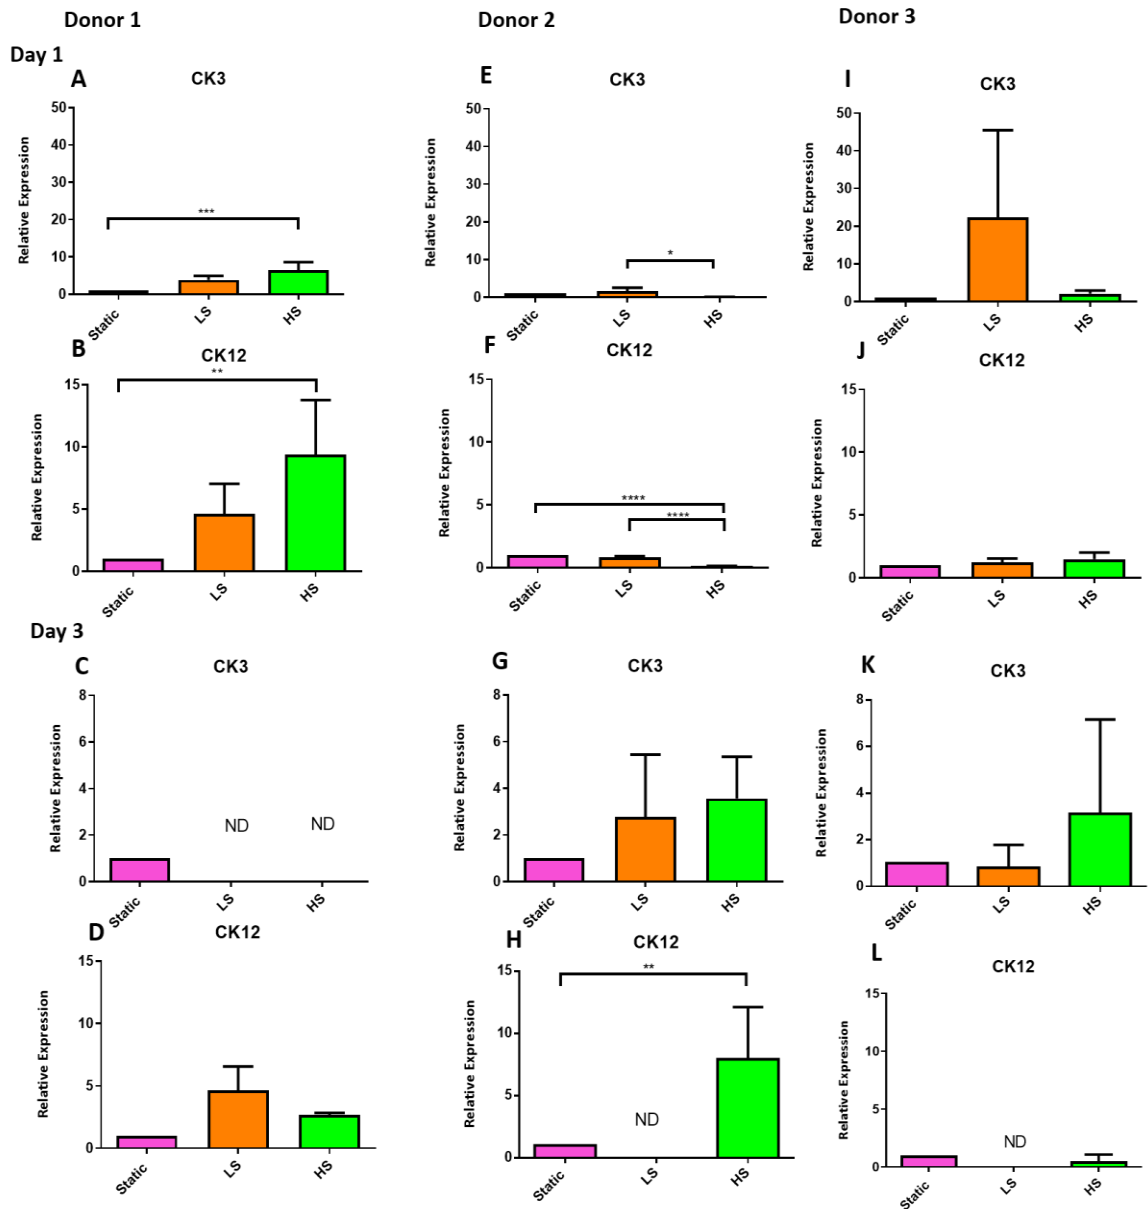 Donor 1
Donor 2
Donor 3
Day 1
A
CK3
Relative Expression
50
40
30
20
10
0
***
Static
LS
HS
E
CK3
Relative Expression
50
40
30
20
10
0
*
Static
LS
HS
I
CK3
Relative Expression
50
40
30
20
10
0
Static
LS
HS
B
CK12
Relative Expression
15
10
5
0
**
Static
LS
HS
F
CK12
Relative Expression
15
10
5
0
****
****
Static
LS
HS
J
CK12
Relative Expression
15
10
5
0
Static
LS
HS
Day 3
C
CK3
Relative Expression
8
6
4
2
0
ND
ND
Static
LS
HS
G
CK3
Relative Expression
8
6
4
2
0
Static
LS
HS
K
CK3
Relative Expression
8
6
4
2
0
Static
LS
HS
D
CK12
Relative Expression
15
10
5
0
Static
LS
HS
H
CK12
Relative Expression
15
10
5
0
**
ND
Static
LS
HS
L
CK12
Relative Expression
15
10
5
0
ND
Static
LS
HS